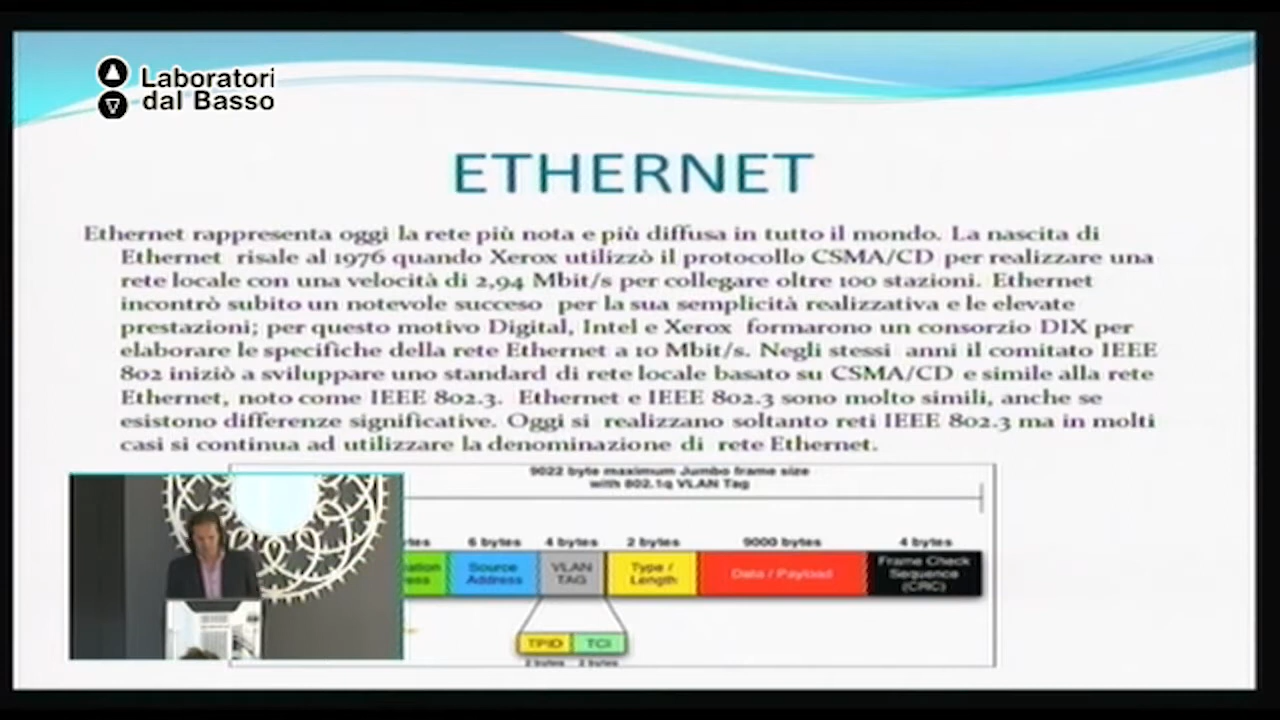 Laboratori
dal Basso
ETHERNET
Ethernet rappresenta oggi la rete più nota e più diffusa in tutto il mondo. La nascita di
Ethernet risale al 1976 quando Xerox utilizzò il protocollo CSMA/CD per realizzare una
rete locale con una velocità di 2,94 Mbit/s per collegare oltre 100 stazioni. Ethernet
incontrò subito un notevole succeso per la sua semplicità realizzativa e le elevate
prestazioni; per questo motivo Digital, Intel e Xerox formarono un consorzio DIX per
elaborare le specifiche della rete Ethernet a 10 Mbit/s. Negli stessi anni il comitato IEEE
802 iniziò a sviluppare uno standard di rete locale basato su CSMA/CD e simile alla rete
Ethernet, noto come IEEE 802.3. Ethernet e IEEE 802.3 sono molto simili, anche se
esistono differenze significative. Oggi si realizzano soltanto reti IEEE 802.3 ma in molti
casi si continua ad utilizzare la denominazione di rete Ethernet.
9022 byte maximum Jumbo frame size
with 802.1q VLAN Tag
6 bytes 4 bytes 2 bytes 9000 bytes 4 bytes
Source
Address
VLAN
TAG
Type /
Length
Data / Payload
Frame Check
Sequence
(CRC)
TPID TCI
2 bytes 2 bytes